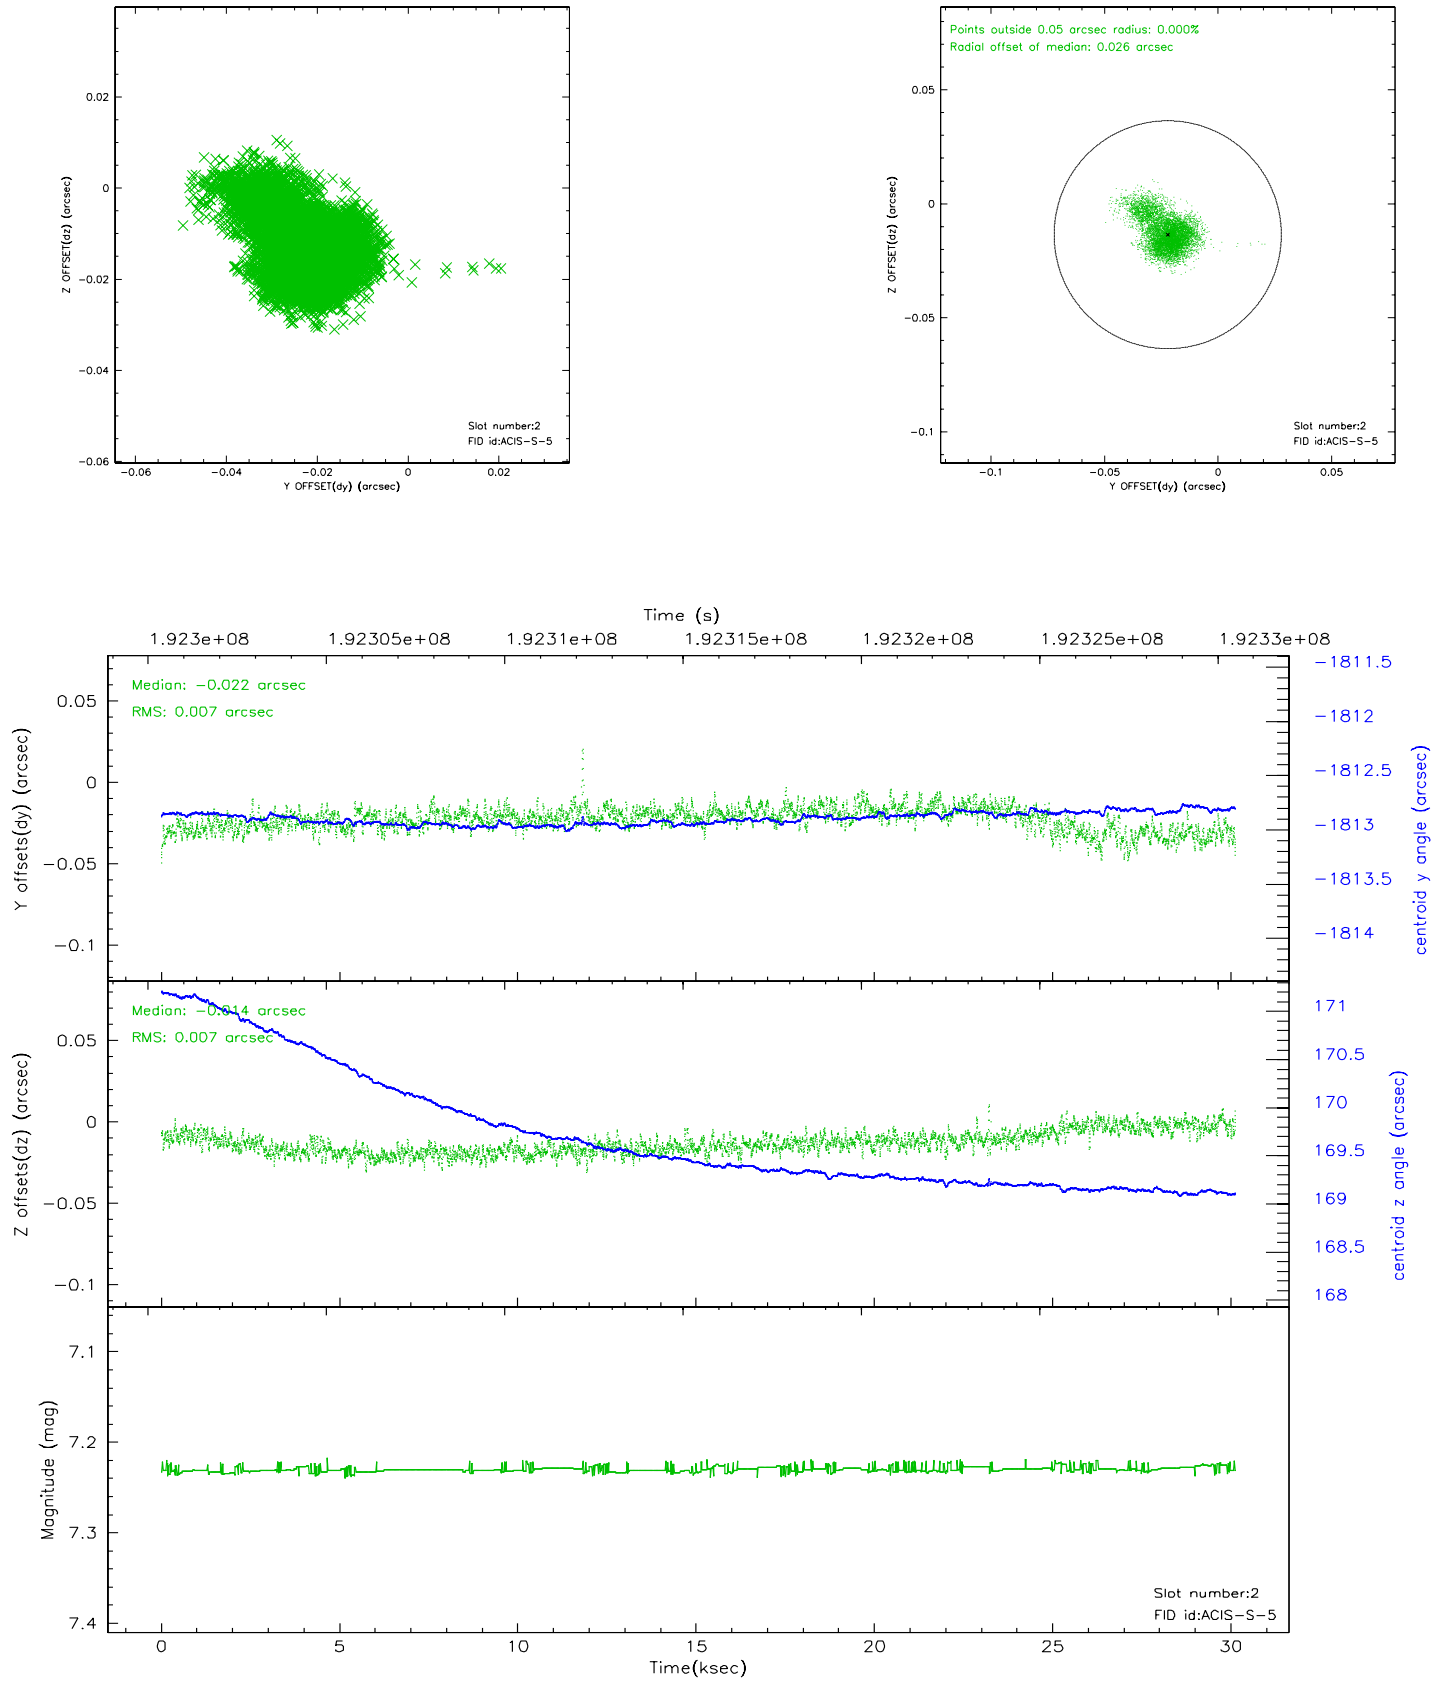 0.02
0
−0.02
−0.04
−0.06
Z OFFSET(dz) (arcsec)
Slot number:2
FID id:ACIS−S−5
−0.06 −0.04 −0.02 0 0.02
Y OFFSET(dy) (arcsec)
Points outside 0.05 arcsec radius: 0.000%
Radial offset of median: 0.026 arcsec
0.05
0
−0.05
−0.1
Z OFFSET(dz) (arcsec)
Slot number:2
FID id:ACIS−S−5
−0.1 −0.05 0 0.05
Y OFFSET(dy) (arcsec)
Time (s)
1.923e+08 1.92305e+08 1.9231e+08 1.92315e+08 1.9232e+08 1.92325e+08 1.9233e+08
Median: −0.022 arcsec
RMS: 0.007 arcsec
0.05
0
−0.05
−0.1
Y offsets(dy) (arcsec)
−1811.5
−1812
−1812.5
−1813
−1813.5
−1814
centroid y angle (arcsec)
Median: −0.014 arcsec
RMS: 0.007 arcsec
0.05
0
−0.05
−0.1
Z offsets(dz) (arcsec)
171
170.5
170
169.5
169
168.5
168
centroid z angle (arcsec)
7.1
7.2
7.3
7.4
Magnitude (mag)
Slot number:2
FID id:ACIS−S−5
0 5 10 15 20 25 30
Time(ksec)